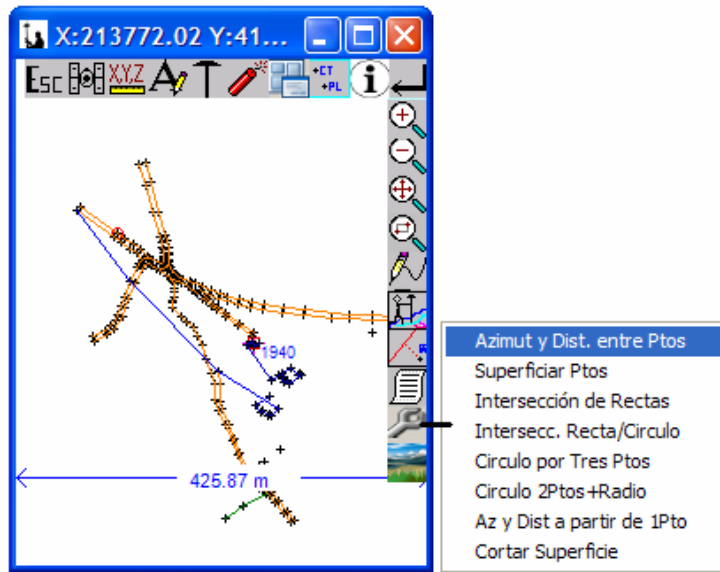 X:213772.02 Y:41...
ESC XYZ A T +CT
+PL i
1940
425.87 m
Azimut y Dist. entre Ptos
Superficiar Ptos
Intersección de Rectas
Intersecc. Recta/Circulo
Circulo por Tres Ptos
Circulo 2Ptos+Radio
Az y Dist a partir de 1Pto
Cortar Superficie